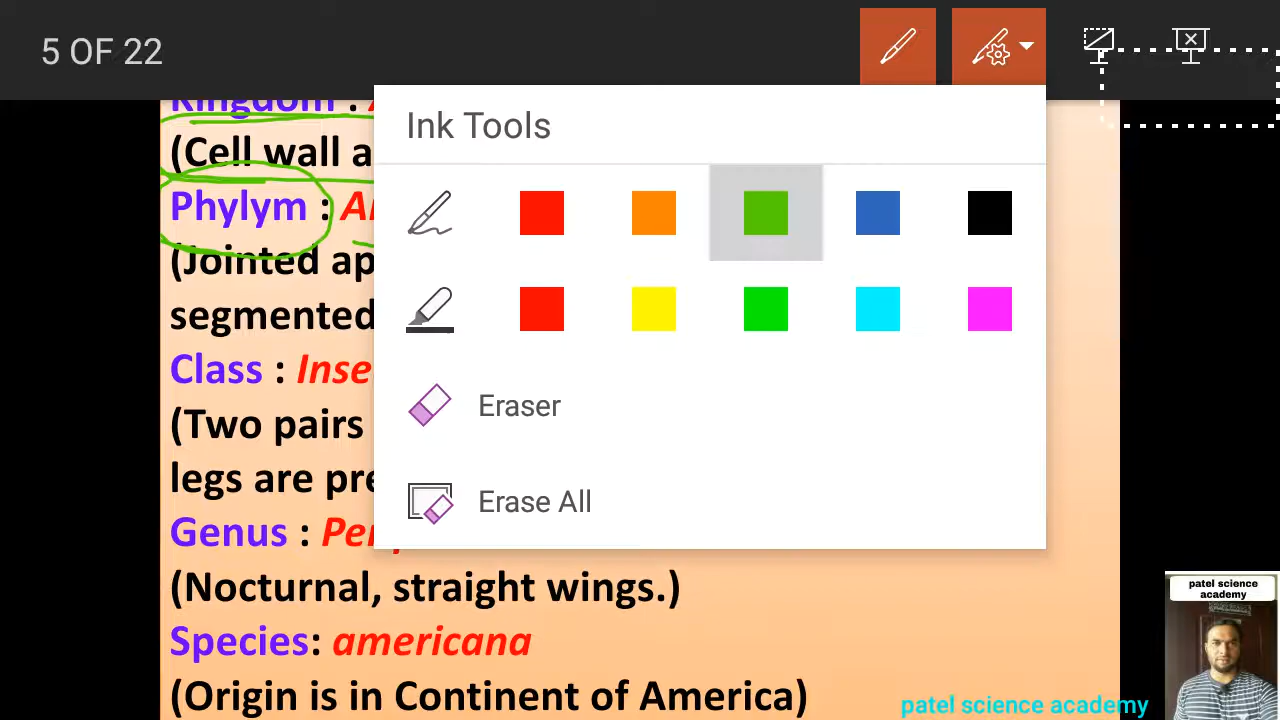 5 OF 22
Kingdom :
(Cell wall a
Phylym :
(Jointed ap
segmented
Class : Inse
(Two pairs
legs are pre
Genus :
(Nocturnal, straight wings.)
Species: americana
(Origin is in Continent of America)
Ink Tools
Eraser
Erase All
patel science
academy
patel science academy